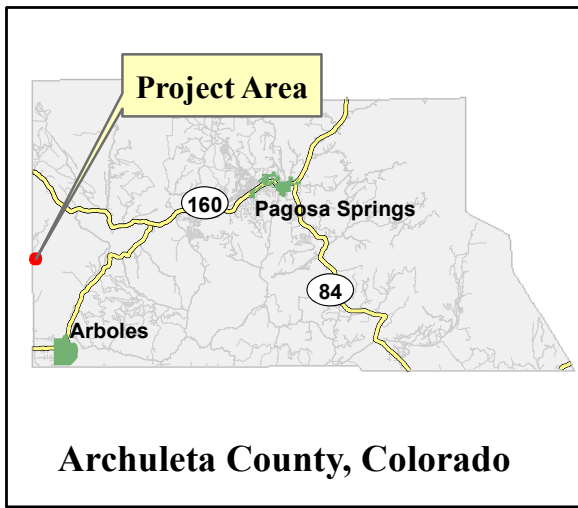 Project Area
160
Pagosa Springs
84
Arboles
Archuleta County, Colorado